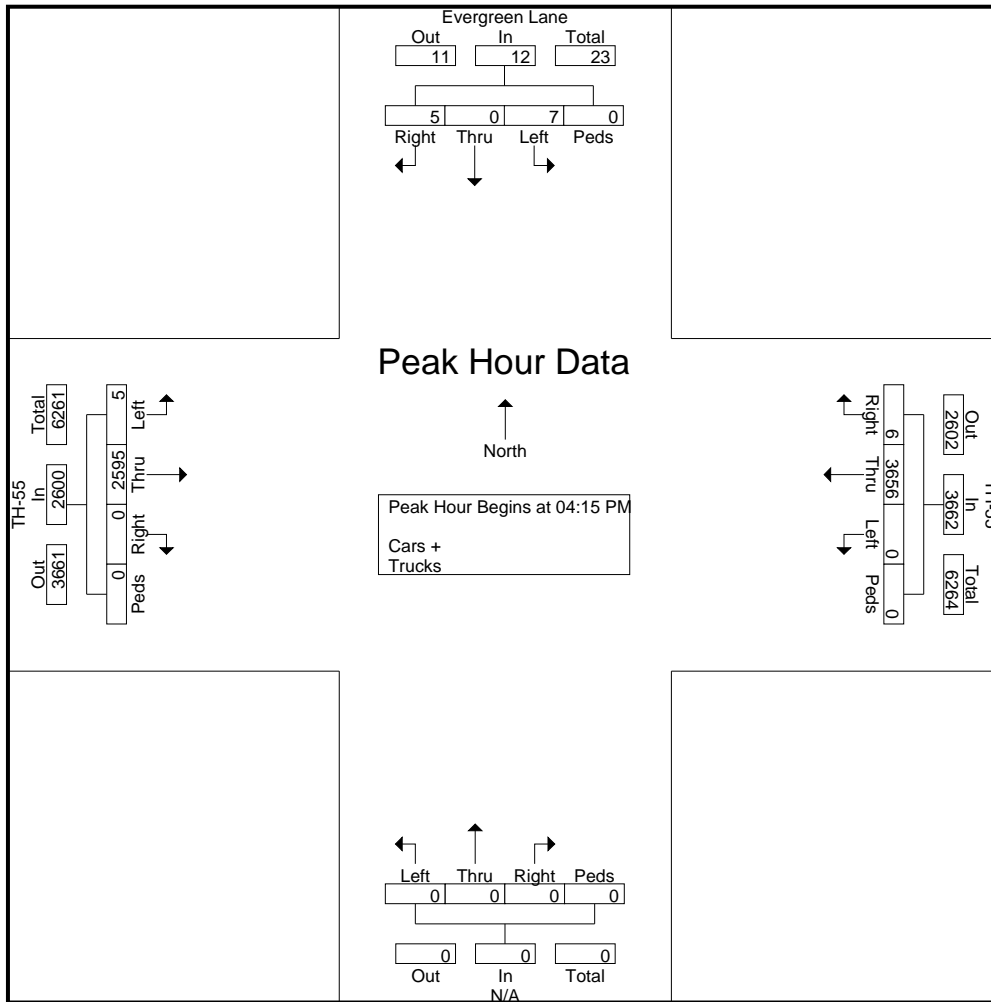 Evergreen Lane
Out In Total
11 12 23
5 0 7 0
Right Thru Left Peds
Peak Hour Data
North
Peak Hour Begins at 04:15 PM
Cars +
Trucks
TH-55
Total In Out
6261 2600 3661
5 2595 0 0
Left Thru Right Peds
Right Thru Left Peds
6 3656 0 0
Out In Total
2602 3662 6264
Left Thru Right Peds
0 0 0 0
0 0 0
Out In Total
N/A